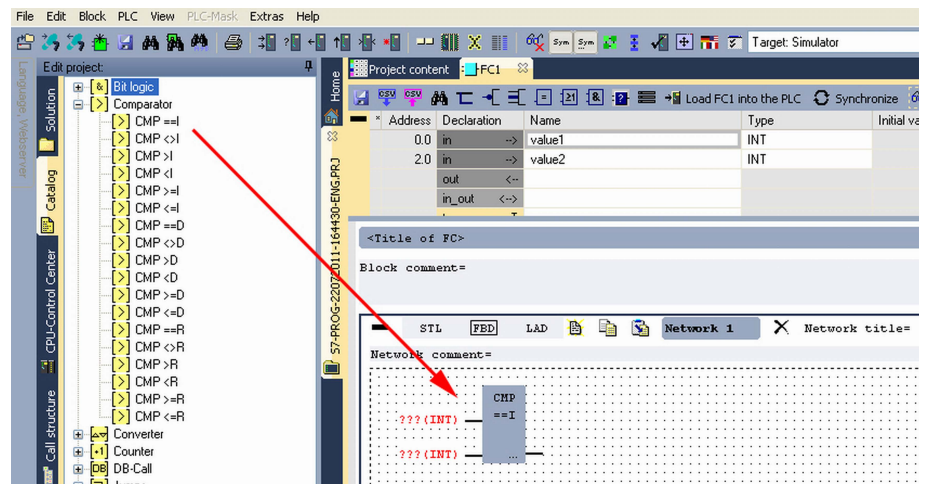 File Edit Block PLC View PLC-Mask Extras Help
Sym Sym Target: Simulator
Language, Webserver
Solution
Catalog
CPU-Control Center
Call structure
Edit project:
Bit logic
Comparator
CMP ==I
CMP <>I
CMP >I
CMP <I
CMP >=I
CMP <=I
CMP ==D
CMP <>D
CMP >D
CMP <D
CMP >=D
CMP <=D
CMP ==R
CMP <>R
CMP >R
CMP <R
CMP >=R
CMP <=R
Converter
Counter
DB-Call
Home
S7-PROG-22072011-164430-ENG.PRJ
Project content FC1
CSV CSV Load FC1 into the PLC Synchronize
Address Declaration Name Type Initial va
0.0 in --> value1 INT
2.0 in --> value2 INT
out <--
in_out <-->
<Title of FC>
Block comment=
STL FBD LAD Network 1 Network title=
Network comment=
CMP
==I
???(INT)
???(INT)
...